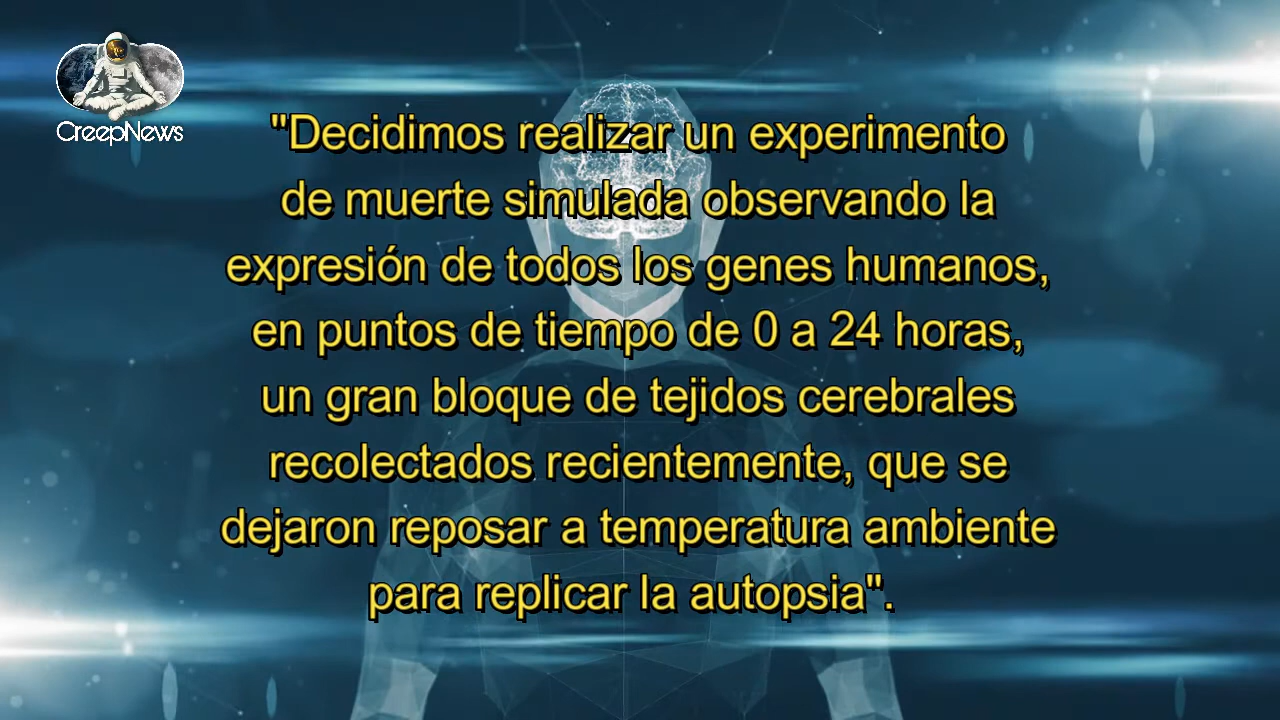 CreepNews
"Decidimos realizar un experimento
de muerte simulada observando la
expresión de todos los genes humanos,
en puntos de tiempo de 0 a 24 horas,
un gran bloque de tejidos cerebrales
recolectados recientemente, que se
dejaron reposar a temperatura ambiente
para replicar la autopsia".